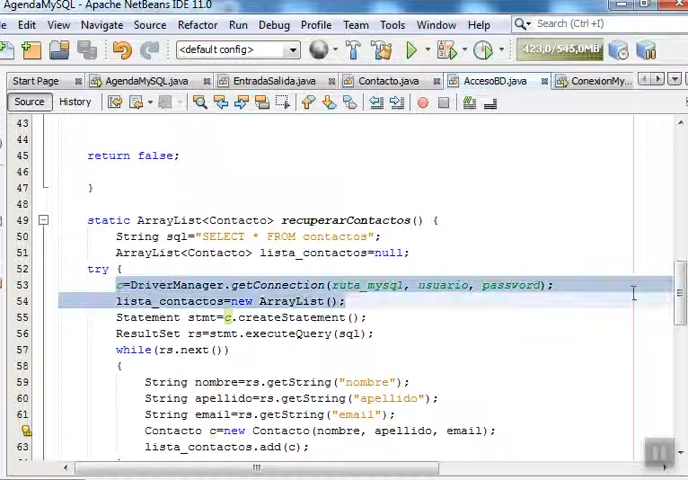 AgendaMySQL - Apache NetBeans IDE 11.0
Edit View Navigate Source Refactor Run Debug Profile Team Tools Window Help Search (Ctrl+I)
<default config> 423,0/545,0MB
Start Page AgendaMySQL.java EntradaSalida.java Contacto.java AccesoBD.java ConexionMy...
Source History
43
44
45 return false;
46
47 }
48
49 static ArrayList<Contacto> recuperarContactos() {
50 String sql="SELECT * FROM contactos";
51 ArrayList<Contacto> lista_contactos=null;
52 try {
53 c=DriverManager.getConnection(ruta_mysql, usuario, password);
54 lista_contactos=new ArrayList();
55 Statement stmt=c.createStatement();
56 ResultSet rs=stmt.executeQuery(sql);
57 while(rs.next())
58 {
59 String nombre=rs.getString("nombre");
60 String apellido=rs.getString("apellido");
61 String email=rs.getString("email");
Contacto c=new Contacto(nombre, apellido, email);
63 lista_contactos.add(c);